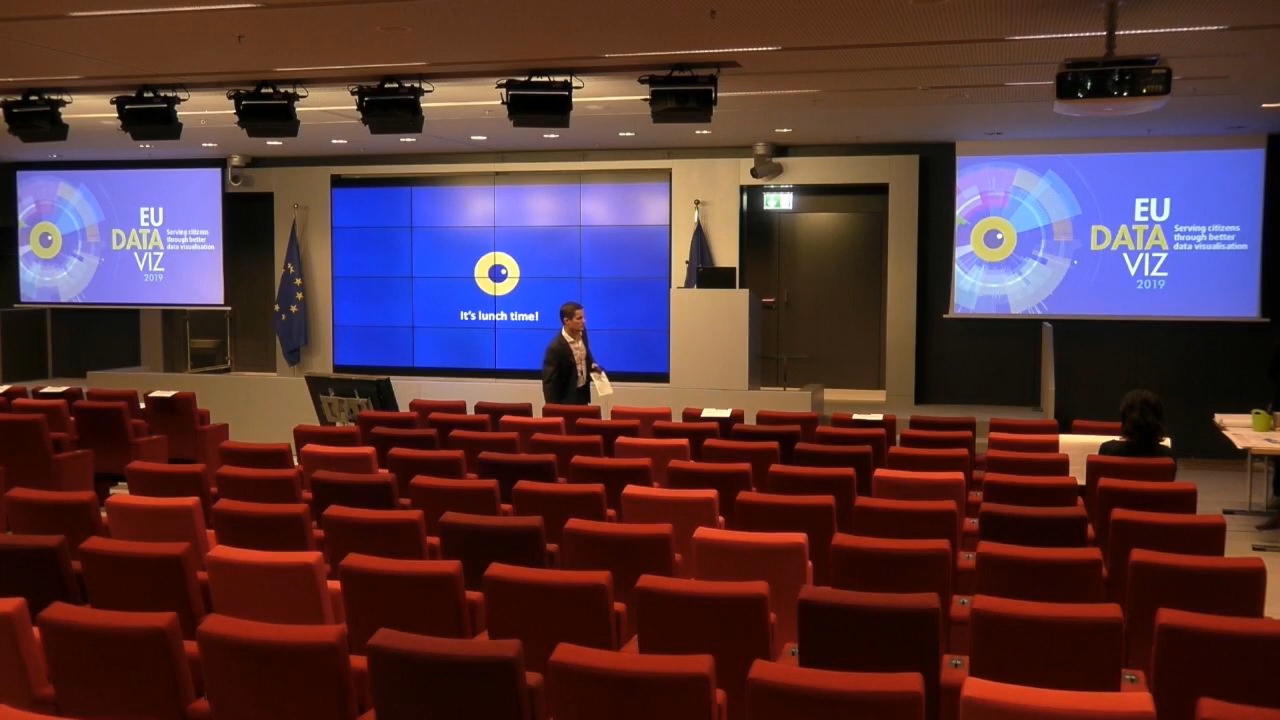 EU
DATA
VIZ
2019
Serving citizens
through better
data visualisation
It's lunch time!
EU
DATA
VIZ
2019
Serving citizens
through better
data visualisation